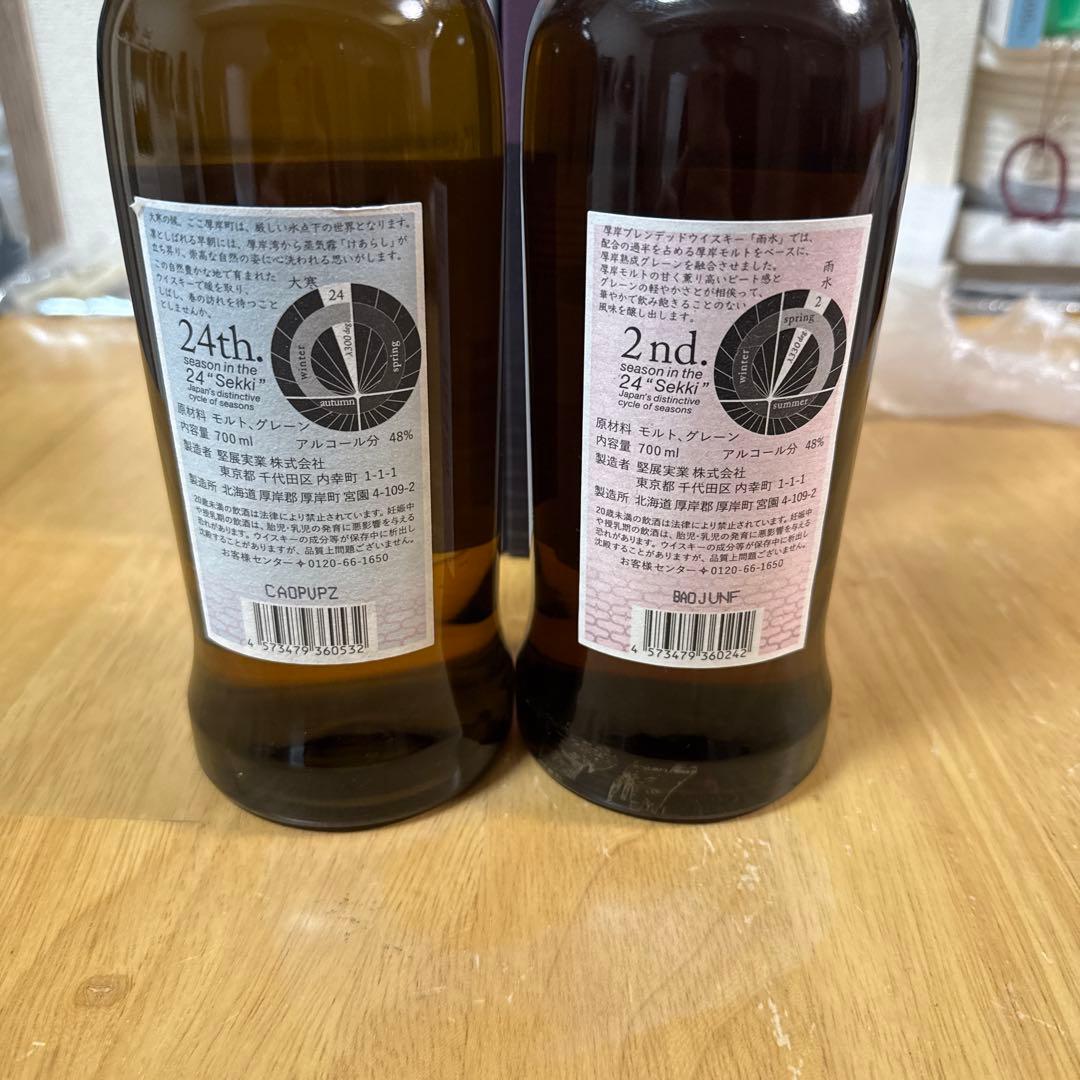 大寒の候、ここ厚岸町は、厳しい氷点下の世界となります。
凛としばれる早朝には、厚岸湾から蒸気霧「けあらし」が
立ち昇り、崇高な自然の姿に心洗われる思いがします。
この自然豊かな地で育まれた
ウイスキーで暖を取り、
しばし、春の訪れを待つこと
としませんか。
大寒
24
λ300deg
winter
spring
autumn
24th.
season in the
24 “Sekki”
Japan's distinctive
cycle of seasons
原材料 モルト、グレーン
内容量 700ml アルコール分 48%
製造者 堅展実業 株式会社
東京都 千代田区 内幸町 1-1-1
製造所 北海道 厚岸郡 厚岸町 宮園 4-109-2
20歳未満の飲酒は法律により禁止されています。妊娠中
や授乳期の飲酒は、胎児・乳児の発育に悪影響を与える
恐れがあります。ウイスキーの成分等が保存中に析出し
沈殿することがありますが、品質上問題ございません。
お客様センター✦0120-66-1650
CAOPVPZ
4 573479 360532
厚岸ブレンデッドウイスキー「雨水」では、
配合の過半を占める厚岸モルトをベースに、
厚岸熟成グレーンを融合させました。
厚岸モルトの甘く薫り高いピート感と
グレーンの軽やかさとが相俟って、
華やかで飲み飽きることのない
風味を醸し出します。
雨水
2
spring
λ330deg
winter
summer
2nd.
season in the
24 “Sekki”
Japan's distinctive
cycle of seasons
原材料 モルト、グレーン
内容量 700ml アルコール分 48%
製造者 堅展実業 株式会社
東京都 千代田区 内幸町 1-1-1
製造所 北海道 厚岸郡 厚岸町 宮園 4-109-2
20歳未満の飲酒は法律により禁止されています。妊娠中
や授乳期の飲酒は、胎児・乳児の発育に悪影響を与える
恐れがあります。ウイスキーの成分等が保存中に析出し
沈殿することがありますが、品質上問題ございません。
お客様センター✦0120-66-1650
BAOJUNF
4 573479 360242